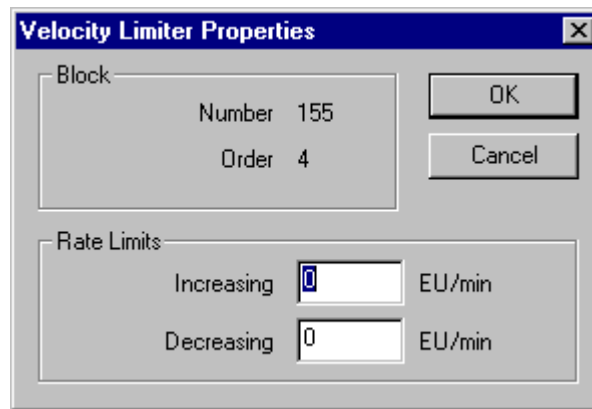 Velocity Limiter Properties
Block
Number 155
Order 4
OK
Cancel
Rate Limits
Increasing 0 EU/min
Decreasing 0 EU/min